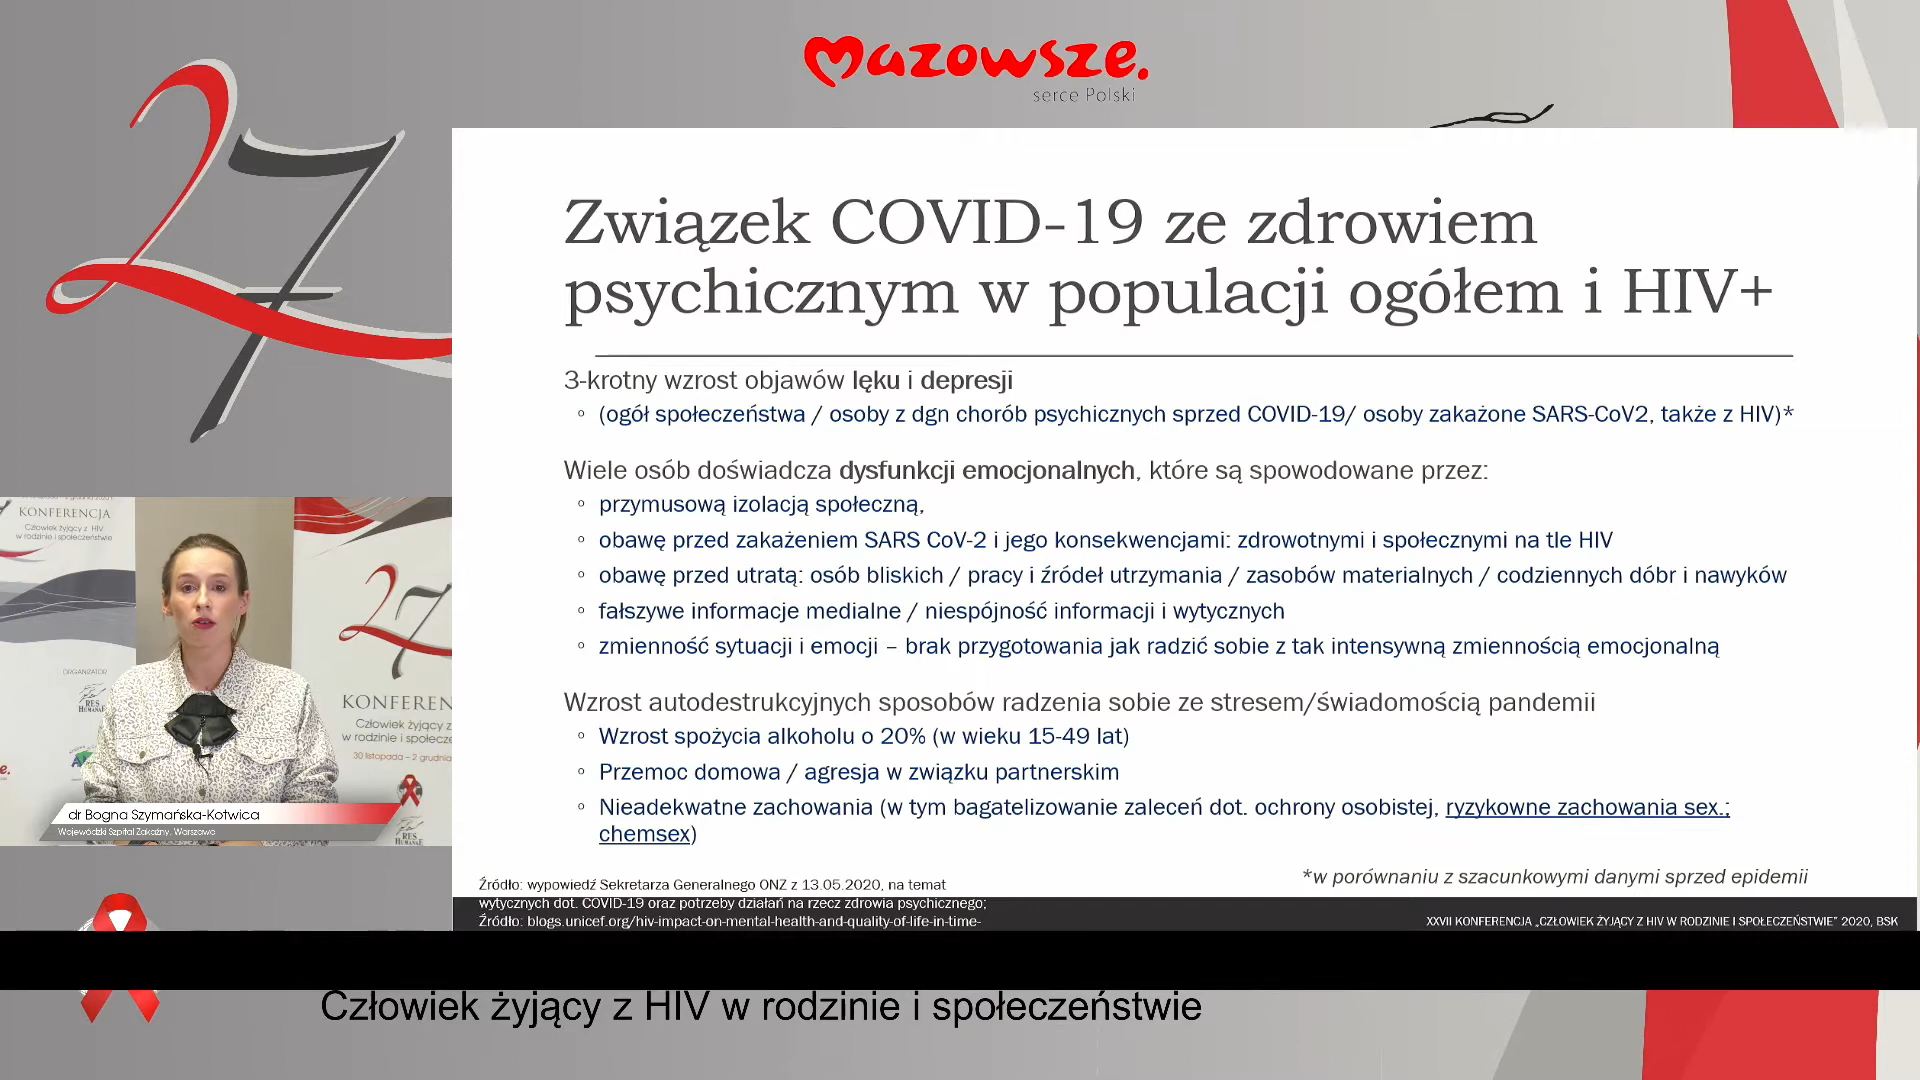 Mazowsze.
serce Polski
27
Związek COVID-19 ze zdrowiem
psychicznym w populacji ogółem i HIV+
3-krotny wzrost objawów lęku i depresji
◦ (ogół społeczeństwa / osoby z dgn chorób psychicznych sprzed COVID-19/ osoby zakażone SARS-CoV2, także z HIV)*
Wiele osób doświadcza dysfunkcji emocjonalnych, które są spowodowane przez:
◦ przymusową izolacją społeczną,
◦ obawę przed zakażeniem SARS CoV-2 i jego konsekwencjami: zdrowotnymi i społecznymi na tle HIV
◦ obawę przed utratą: osób bliskich / pracy i źródeł utrzymania / zasobów materialnych / codziennych dóbr i nawyków
◦ fałszywe informacje medialne / niespójność informacji i wytycznych
◦ zmienność sytuacji i emocji – brak przygotowania jak radzić sobie z tak intensywną zmiennością emocjonalną
Wzrost autodestrukcyjnych sposobów radzenia sobie ze stresem/świadomością pandemii
◦ Wzrost spożycia alkoholu o 20% (w wieku 15-49 lat)
◦ Przemoc domowa / agresja w związku partnerskim
◦ Nieadekwatne zachowania (w tym bagatelizowanie zaleceń dot. ochrony osobistej, ryzykowne zachowania sex.;
chemsex)
*w porównaniu z szacunkowymi danymi sprzed epidemii
Źródło: wypowiedź Sekretarza Generalnego ONZ z 13.05.2020, na temat
wytycznych dot. COVID-19 oraz potrzeby działań na rzecz zdrowia psychicznego;
Źródło: blogs.unicef.org/hiv-impact-on-mental-health-and-quality-of-life-in-time-
XXVII KONFERENCJA „CZŁOWIEK ŻYJĄCY Z HIV W RODZINIE I SPOŁECZEŃSTWIE” 2020, BSK
KONFERENCJA
Człowiek żyjący z HIV
w rodzinie i społeczeństwie
ORGANIZATOR
RES
HUMANAE
27
KONFEREN
Człowiek żyjący z
w rodzinie i społecze
30 listopada – 2 grudnia
RES
HUMANAE
dr Bogna Szymańska-Kotwica
Wojewódzki Szpital Zakaźny, Warszawa
Człowiek żyjący z HIV w rodzinie i społeczeństwie